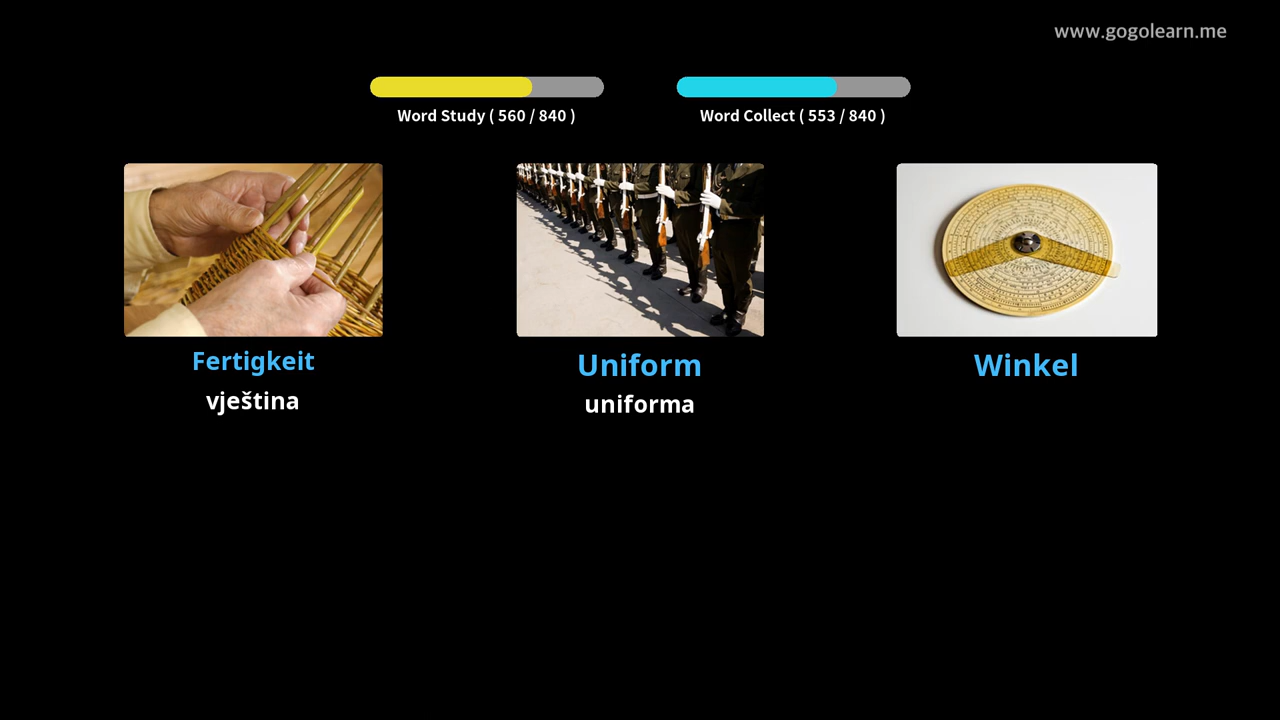 www.gogolearn.me
Word Study ( 560 / 840 )
Word Collect ( 553 / 840 )
Fertigkeit
vještina
Uniform
uniforma
Winkel